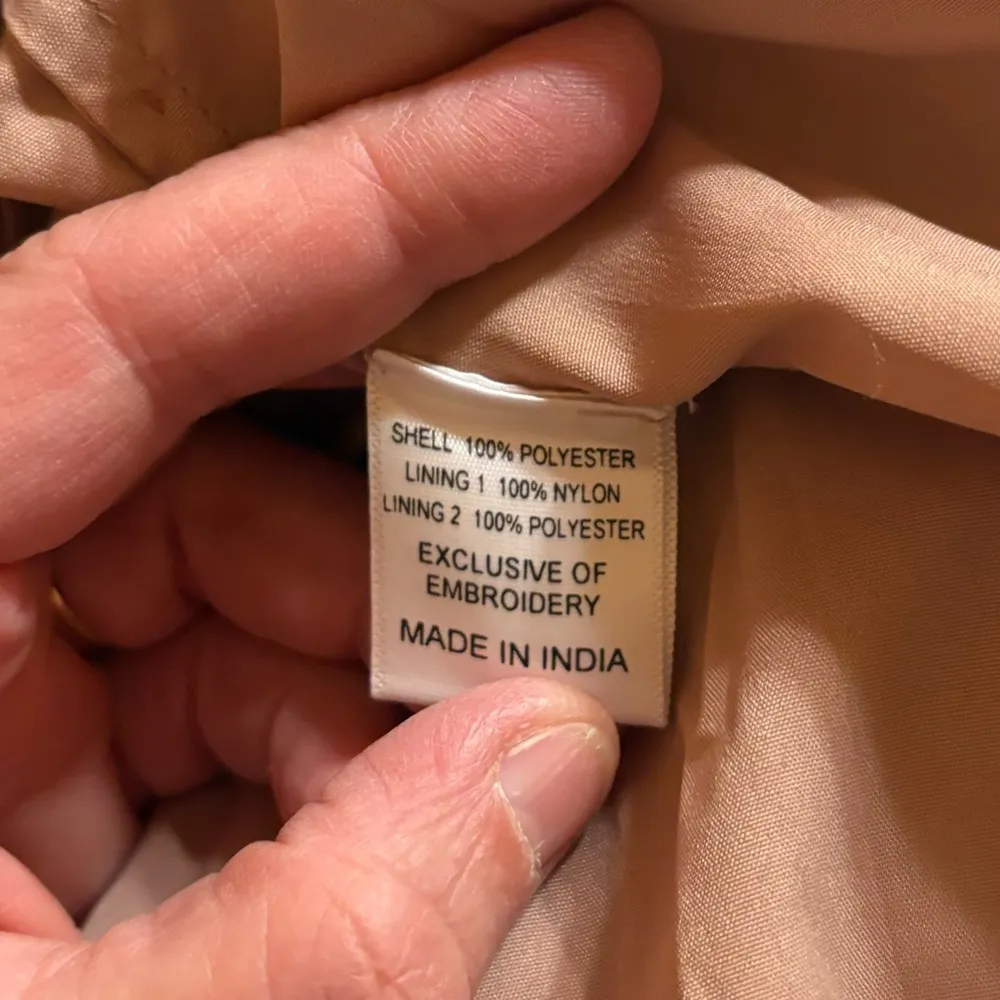 SHELL 100% POLYESTER
LINING 1 100% NYLON
LINING 2 100% POLYESTER
EXCLUSIVE OF
EMBROIDERY
MADE IN INDIA